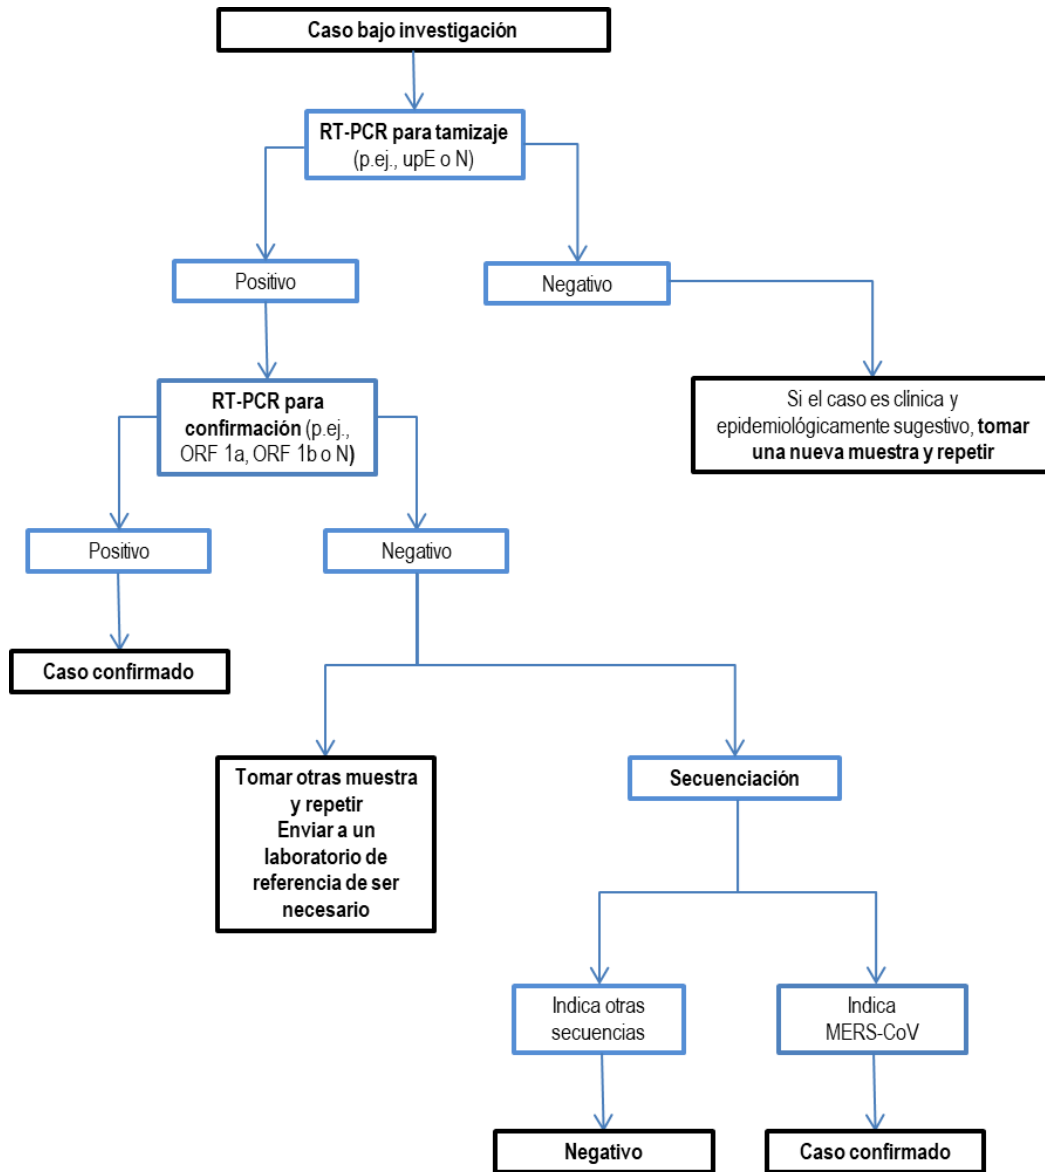 Caso bajo investigación
RT-PCR para tamizaje
(p.ej., upE o N)
Positivo
Negativo
RT-PCR para
confirmación (p.ej.,
ORF 1a, ORF 1b o N)
Si el caso es clínica y
epidemiológicamente sugestivo, tomar
una nueva muestra y repetir
Positivo
Negativo
Caso confirmado
Tomar otras muestra
y repetir
Enviar a un
laboratorio de
referencia de ser
necesario
Secuenciación
Indica otras
secuencias
Indica
MERS-CoV
Negativo
Caso confirmado